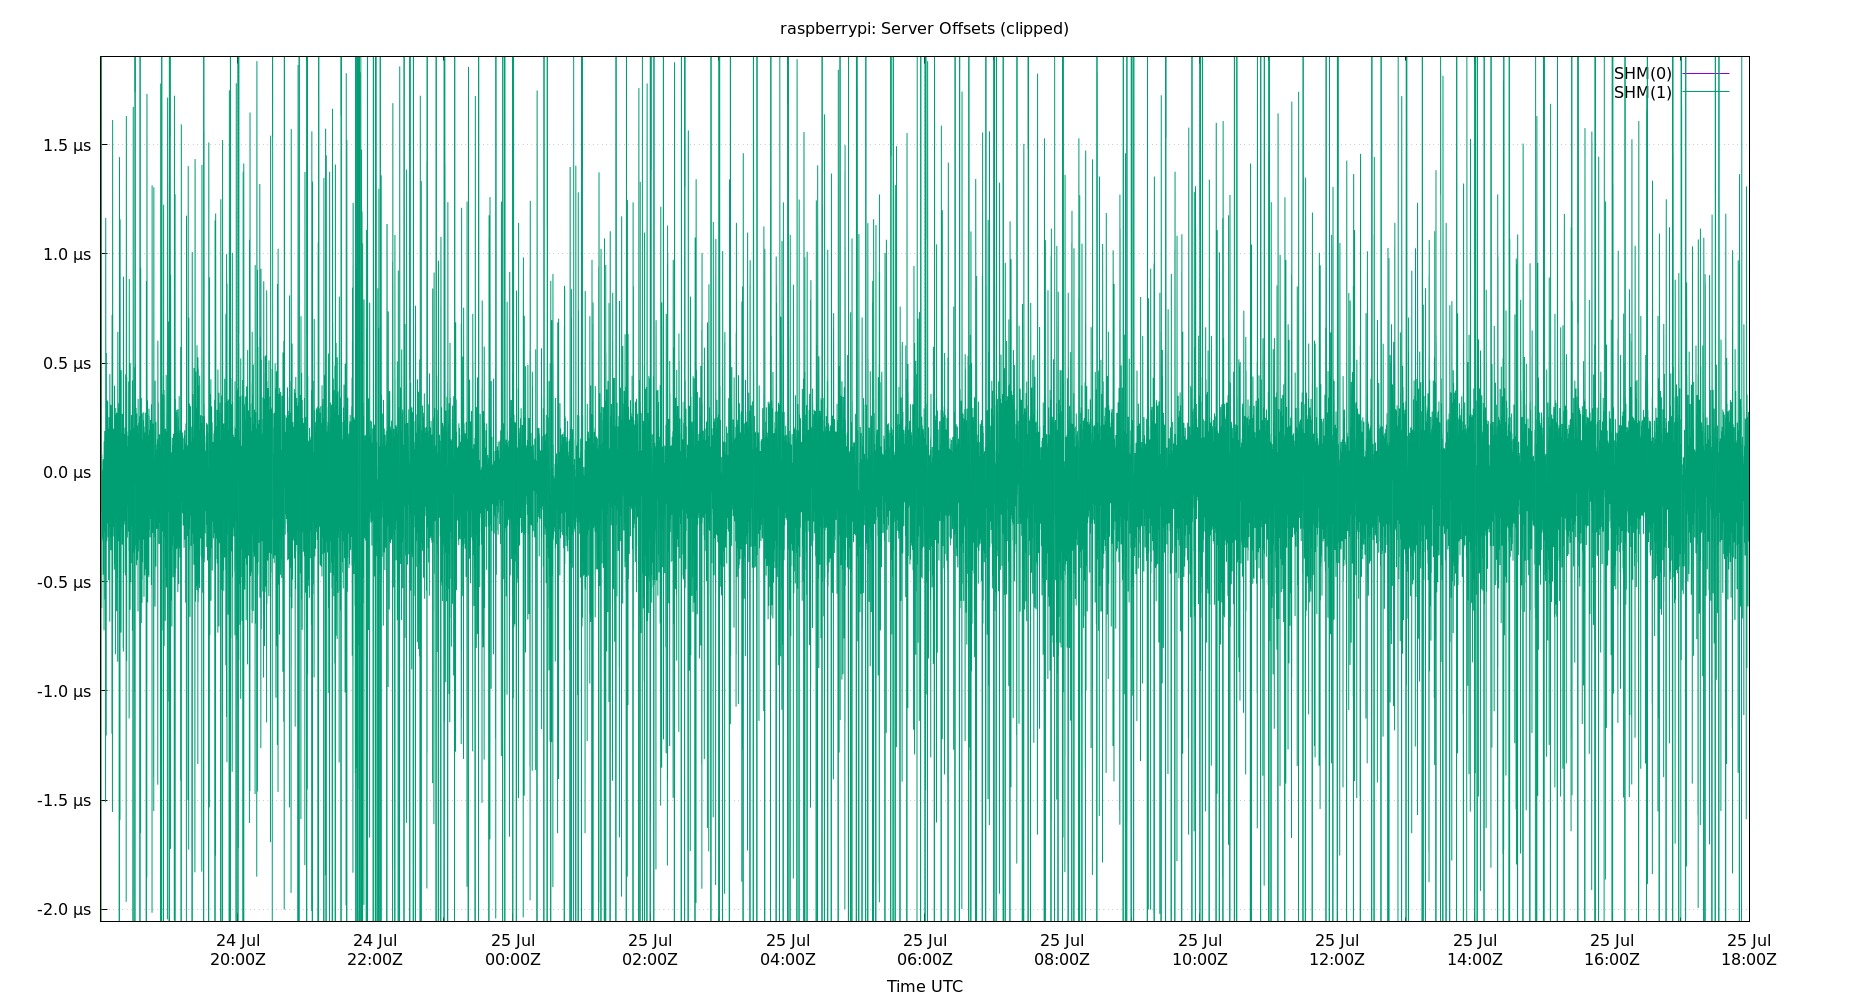 raspberrypi: Server Offsets (clipped)
SHM(0)
SHM(1)
1.5 µs
1.0 µs
0.5 µs
0.0 µs
-0.5 µs
-1.0 µs
-1.5 µs
-2.0 µs
24 Jul 24 Jul 25 Jul 25 Jul 25 Jul 25 Jul 25 Jul 25 Jul 25 Jul 25 Jul 25 Jul 25 Jul
20:00Z 22:00Z 00:00Z 02:00Z 04:00Z 06:00Z 08:00Z 10:00Z 12:00Z 14:00Z 16:00Z 18:00Z
Time UTC